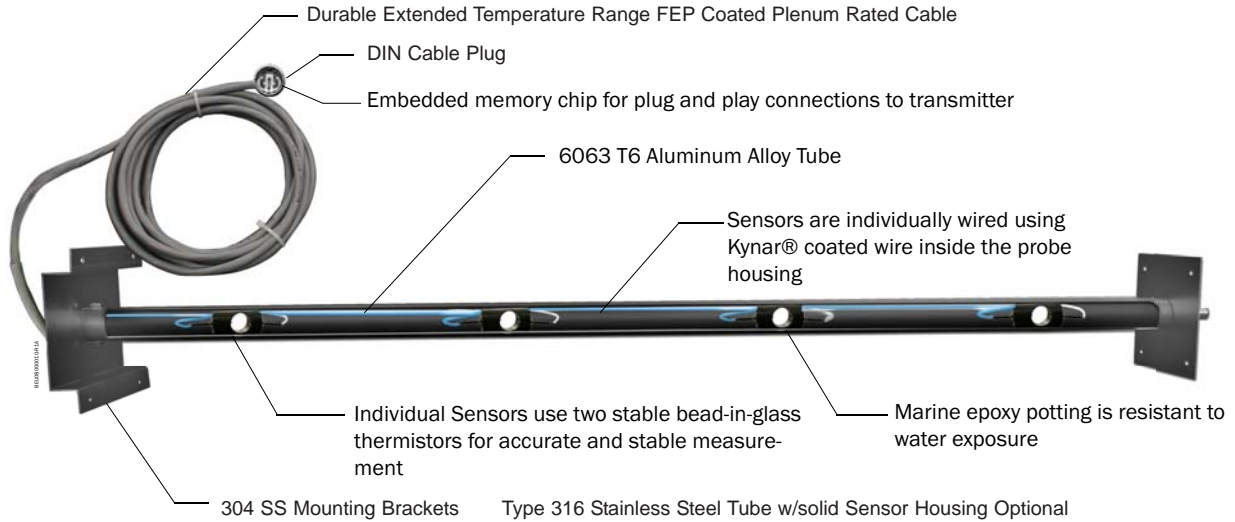 Durable Extended Temperature Range FEP Coated Plenum Rated Cable
DIN Cable Plug
Embedded memory chip for plug and play connections to transmitter
6063 T6 Aluminum Alloy Tube
Sensors are individually wired using
Kynar® coated wire inside the probe
housing
Individual Sensors use two stable bead-in-glass
thermistors for accurate and stable measure-
ment
Marine epoxy potting is resistant to
water exposure
304 SS Mounting Brackets Type 316 Stainless Steel Tube w/solid Sensor Housing Optional